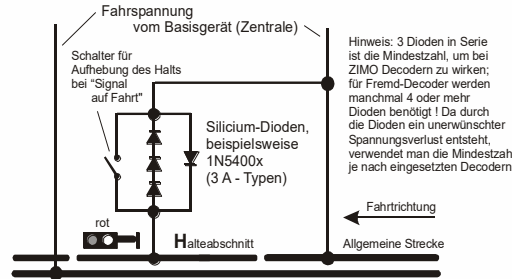 Fahrspannung
vom Basisgerät (Zentrale)
Schalter für
Aufhebung des Halts
bei "Signal
auf Fahrt"
Silicium-Dioden,
beispielsweise
1N5400x
(3 A - Typen)
Hinweis: 3 Dioden in Serie
ist die Mindestzahl, um bei
ZIMO Decodern zu wirken;
für Fremd-Decoder werden
manchmal 4 oder mehr
Dioden benötigt ! Da durch
die Dioden ein unerwünschter
Spannungsverlust entsteht,
verwendet man die Mindestzah
je nach eingesetzten Decodern
Fahrtrichtung
rot
Halteabschnitt
Allgemeine Strecke